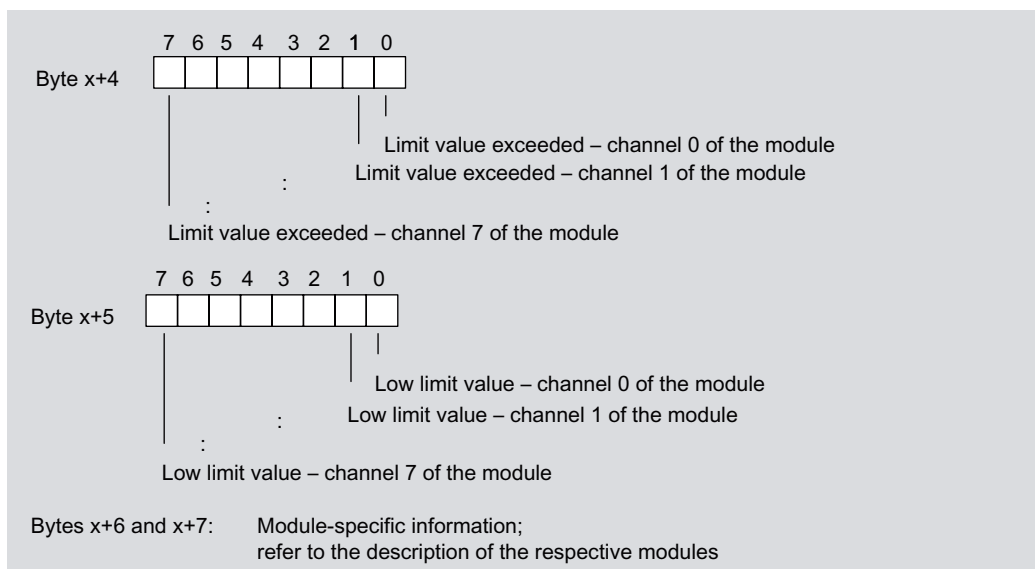 7 6 5 4 3 2 1 0
Byte x+4
Limit value exceeded – channel 0 of the module
Limit value exceeded – channel 1 of the module
:
:
Limit value exceeded – channel 7 of the module
7 6 5 4 3 2 1 0
Byte x+5
Low limit value – channel 0 of the module
Low limit value – channel 1 of the module
:
:
Low limit value – channel 7 of the module
Bytes x+6 and x+7: Module-specific information;
refer to the description of the respective modules